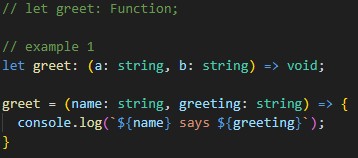 // let greet: Function;
// example 1
let greet: (a: string, b: string) => void;
greet = (name: string, greeting: string) => {
console.log(`${name} says ${greeting}`);
}